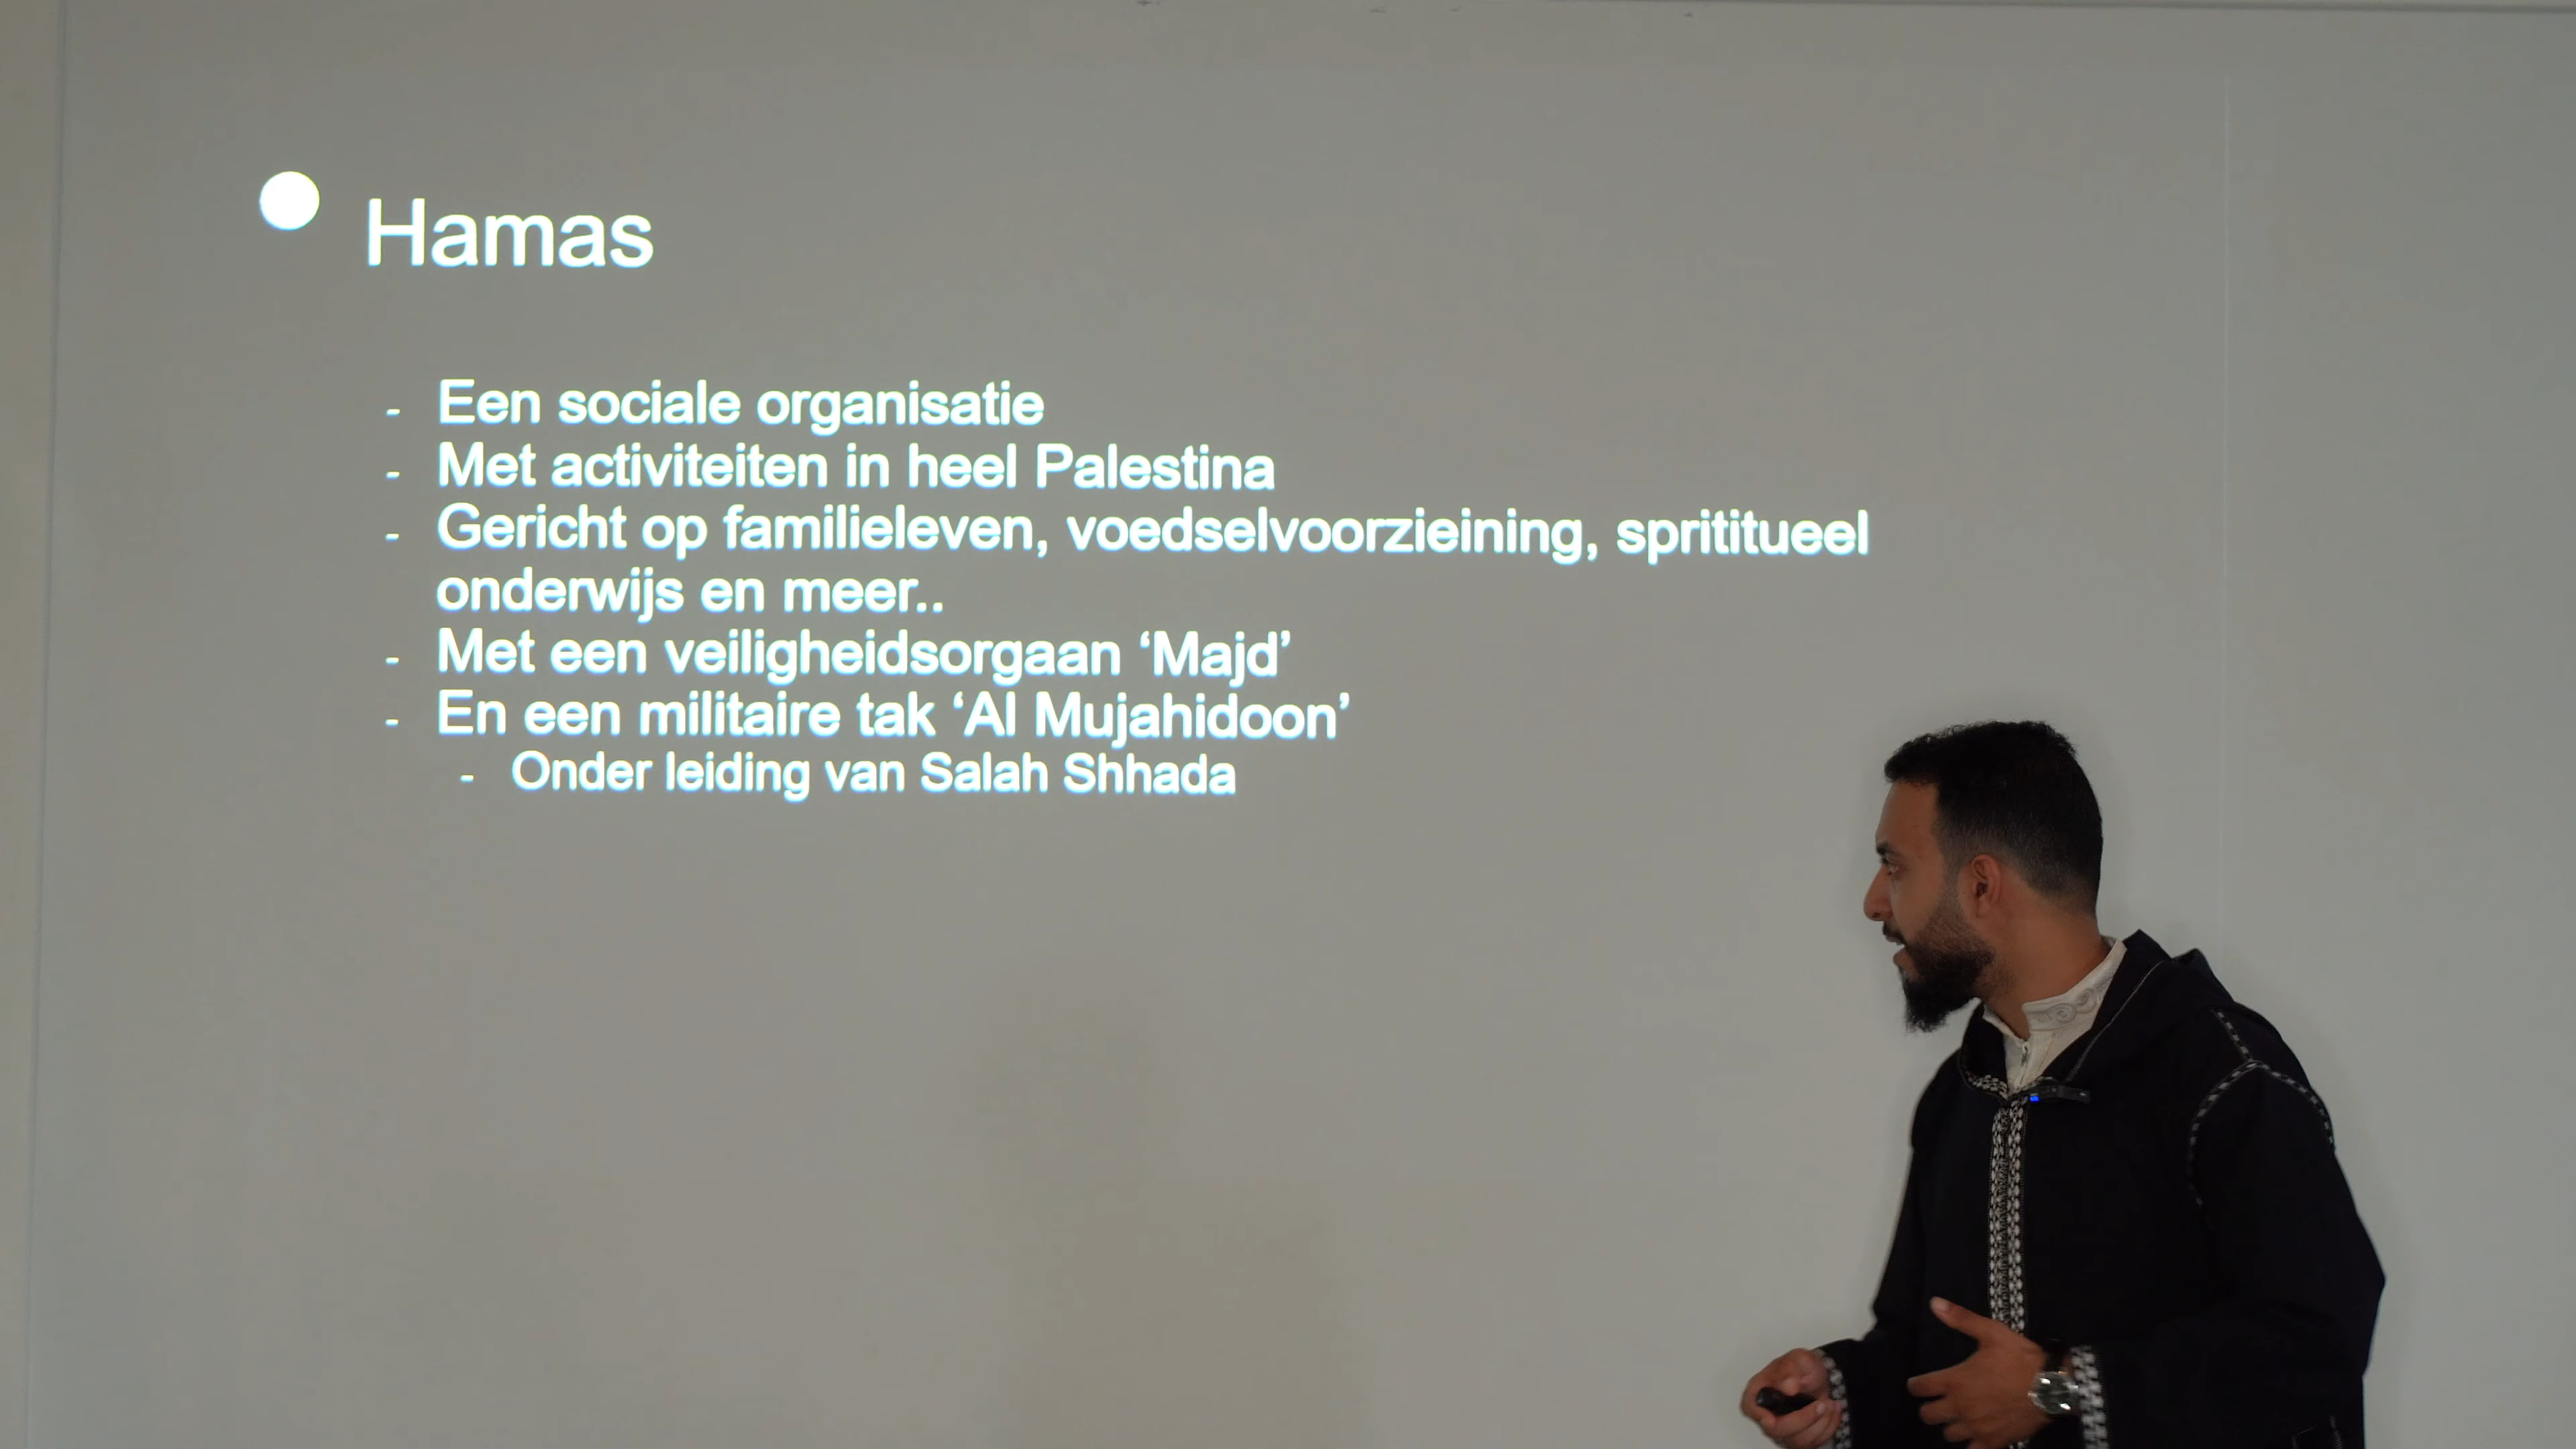 Hamas
- Een sociale organisatie
- Met activiteiten in heel Palestina
- Gericht op familieleven, voedselvoorzieining, sprititueel
onderwijs en meer..
- Met een veiligheidsorgaan ‘Majd’
- En een militaire tak ‘Al Mujahidoon’
- Onder leiding van Salah Shhada